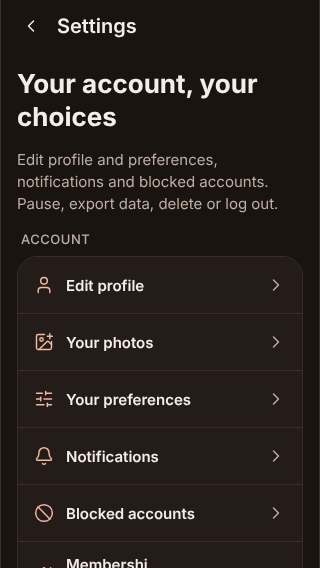 Settings
Your account, your
choices
Edit profile and preferences,
notifications and blocked accounts.
Pause, export data, delete or log out.
ACCOUNT
Edit profile
Your photos
Your preferences
Notifications
Blocked accounts
Membershi